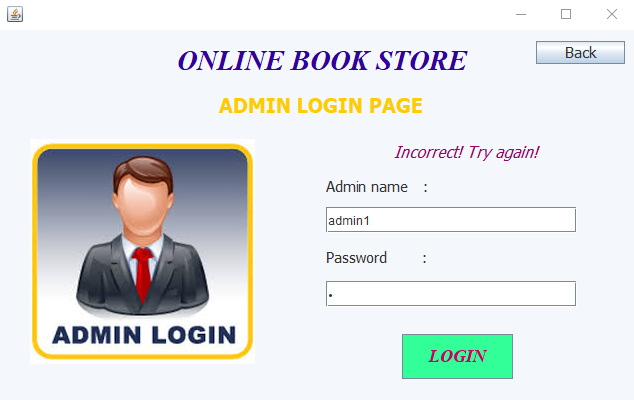 ONLINE BOOK STORE
Back
ADMIN LOGIN PAGE
Incorrect! Try again!
Admin name :
admin1
Password :
•
LOGIN
ADMIN LOGIN